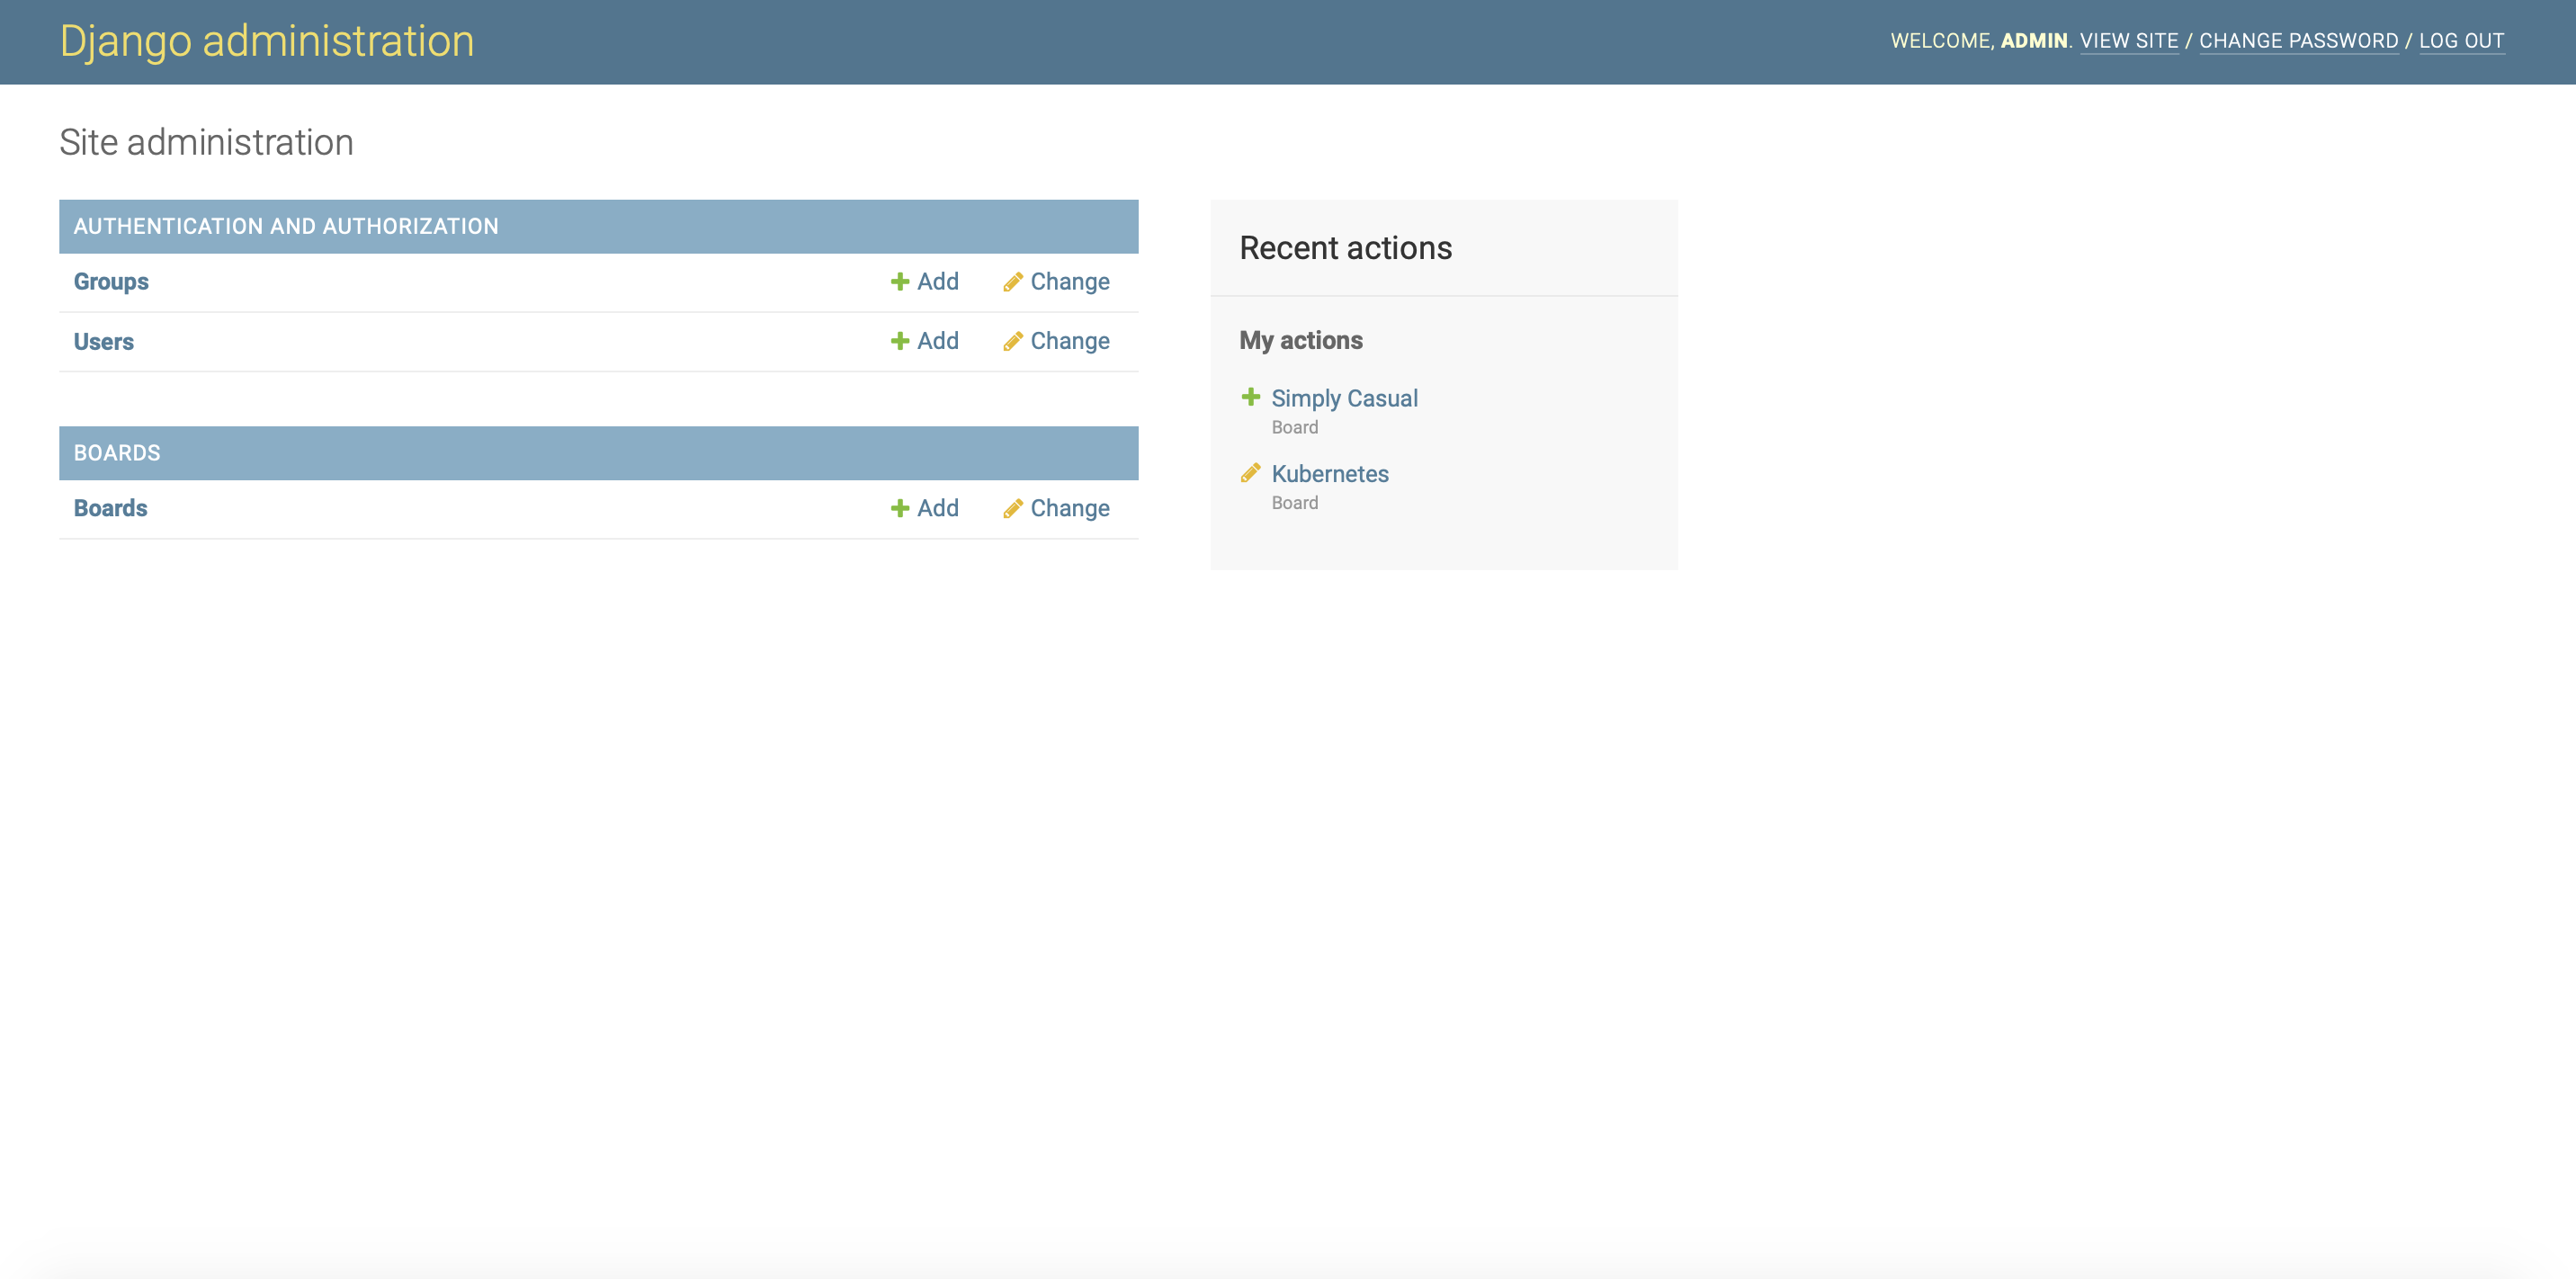 Django administration
WELCOME, ADMIN. VIEW SITE / CHANGE PASSWORD / LOG OUT
Site administration
AUTHENTICATION AND AUTHORIZATION
Groups Add Change
Users Add Change
BOARDS
Boards Add Change
Recent actions
My actions
Simply Casual
Board
Kubernetes
Board